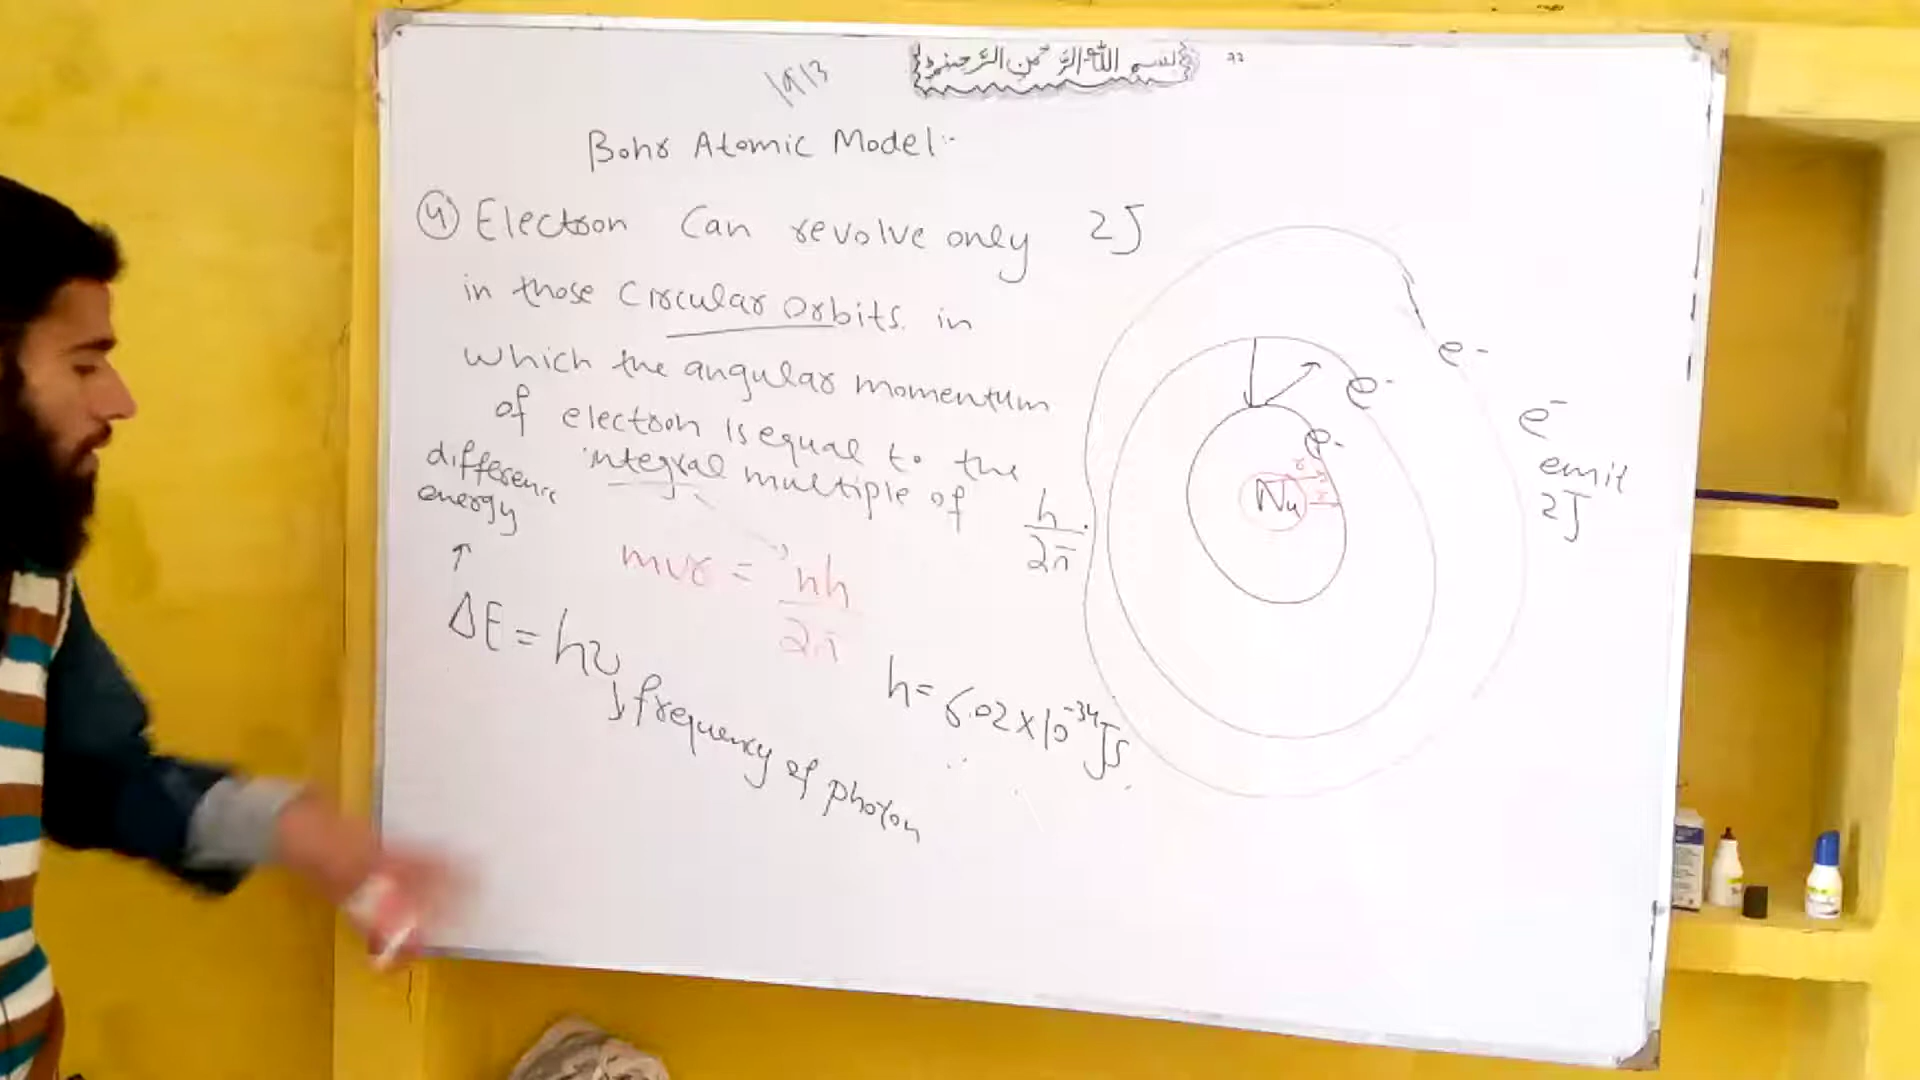 بسم الله الرحمن الرحيم
1913
Bohr Atomic Model:-
④ Electron Can revolve only
in those Circular orbits. in
which the angular momentum
of electron is equal to the
integral multiple of h/2π.
mvr = nh/2π
difference
energy
↑
ΔE = hν
↓ frequency of photon
h = 6.02 × 10⁻³⁴ Js.
2J
e-
e-
e-
Nu
r
e⁻
emit
2J